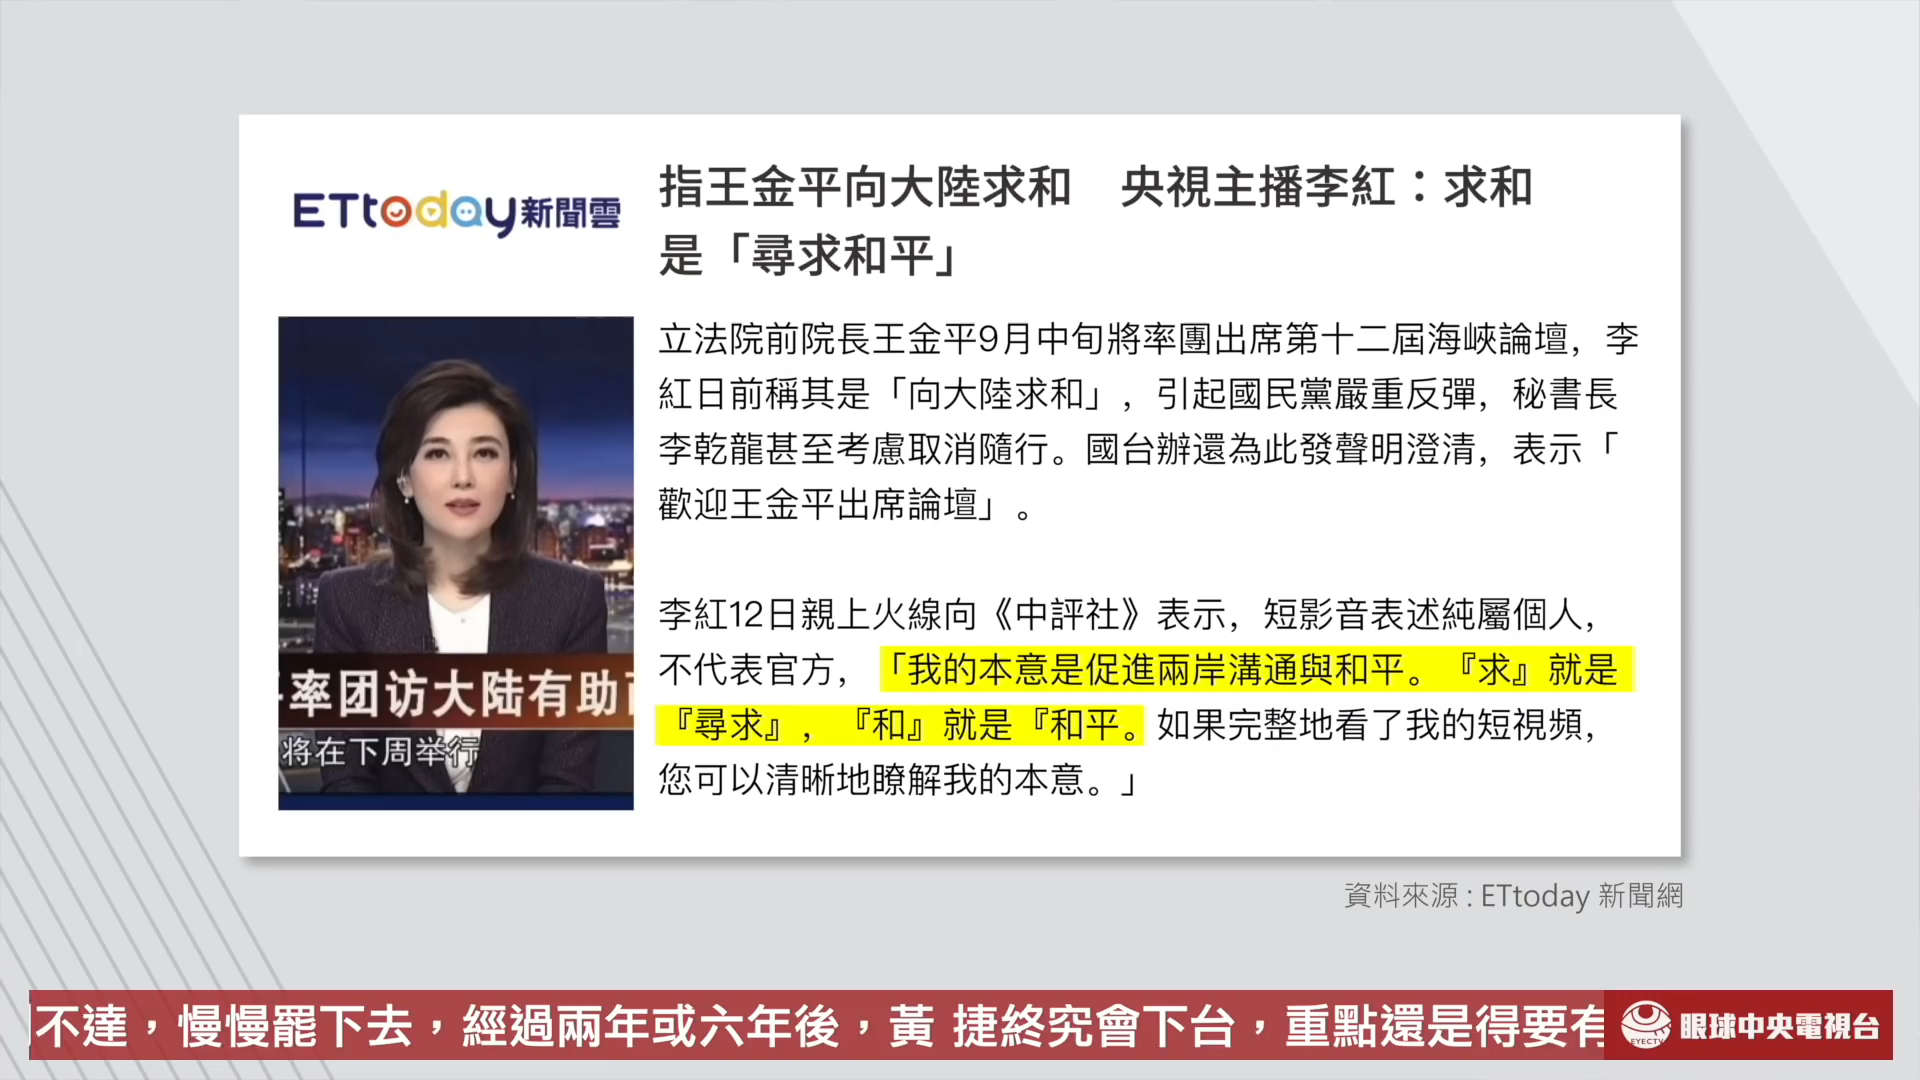 ETtoday新聞雲
指王金平向大陸求和　央視主播李紅：求和
是「尋求和平」
立法院前院長王金平9月中旬將率團出席第十二屆海峽論壇，李
紅日前稱其是「向大陸求和」，引起國民黨嚴重反彈，秘書長
李乾龍甚至考慮取消隨行。國台辦還為此發聲明澄清，表示「
歡迎王金平出席論壇」。
李紅12日親上火線向《中評社》表示，短影音表述純屬個人，
不代表官方，「我的本意是促進兩岸溝通與和平。『求』就是
『尋求』，『和』就是『和平。如果完整地看了我的短視頻，
您可以清晰地瞭解我的本意。」
率团访大陆有助
将在下周举行
資料來源 : ETtoday 新聞網
不達，慢慢罷下去，經過兩年或六年後，黃 捷終究會下台，重點還是得要有
EYECTV
眼球中央電視台